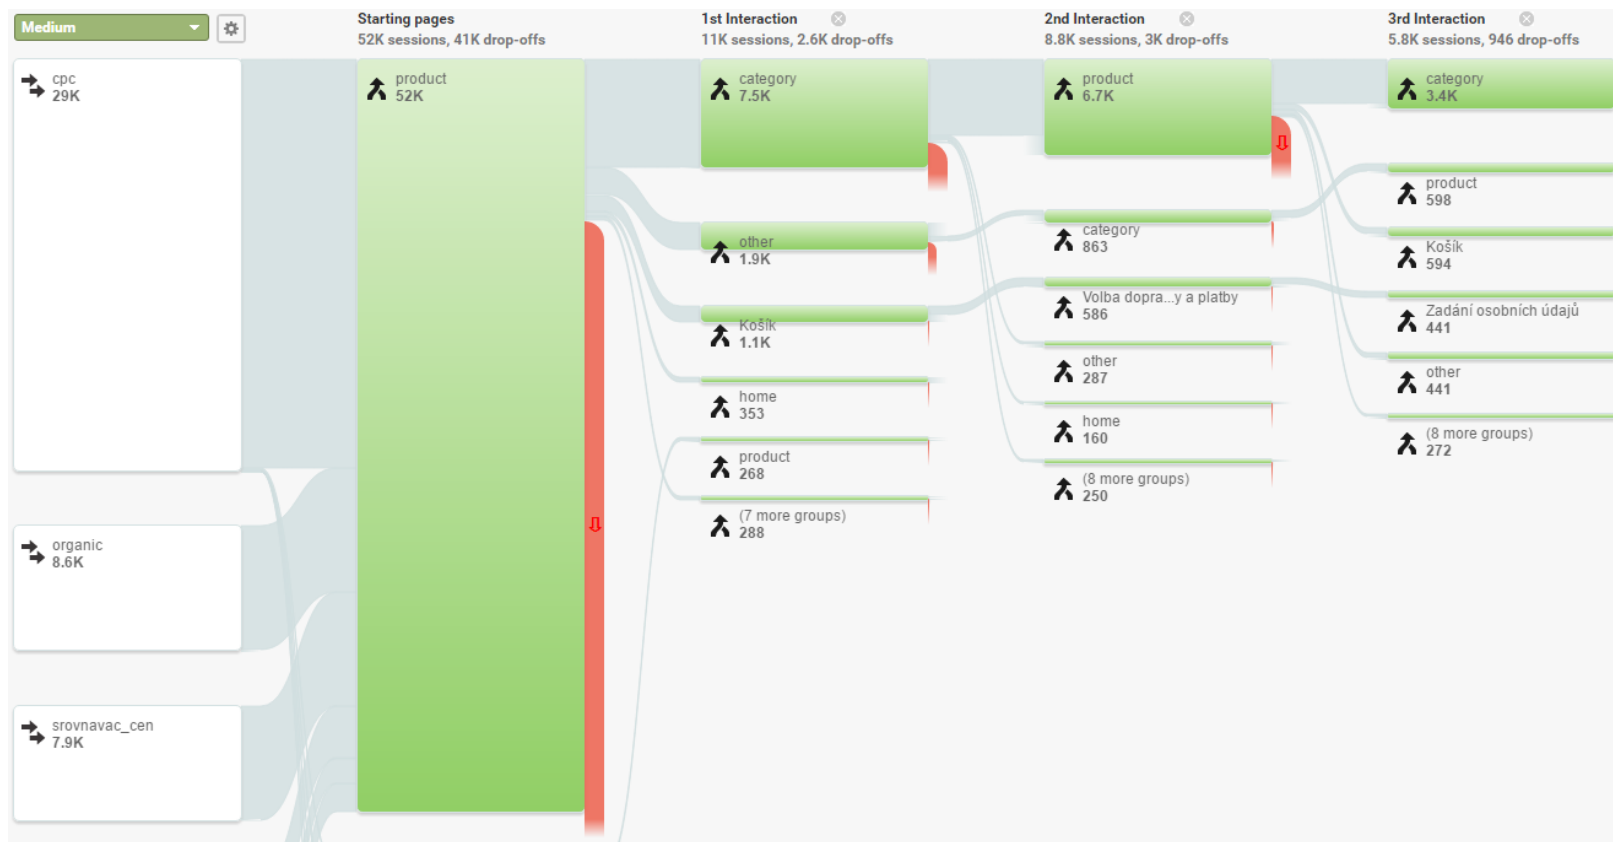 Medium
Starting pages
52K sessions, 41K drop-offs
1st Interaction
11K sessions, 2.6K drop-offs
2nd Interaction
8.8K sessions, 3K drop-offs
3rd Interaction
5.8K sessions, 946 drop-offs
cpc
29K
organic
8.6K
srovnavac_cen
7.9K
product
52K
category
7.5K
other
1.9K
Košík
1.1K
home
353
product
268
(7 more groups)
288
product
6.7K
category
863
Volba dopra...y a platby
586
other
287
home
160
(8 more groups)
250
category
3.4K
product
598
Košík
594
Zadání osobních údajů
441
other
441
(8 more groups)
272